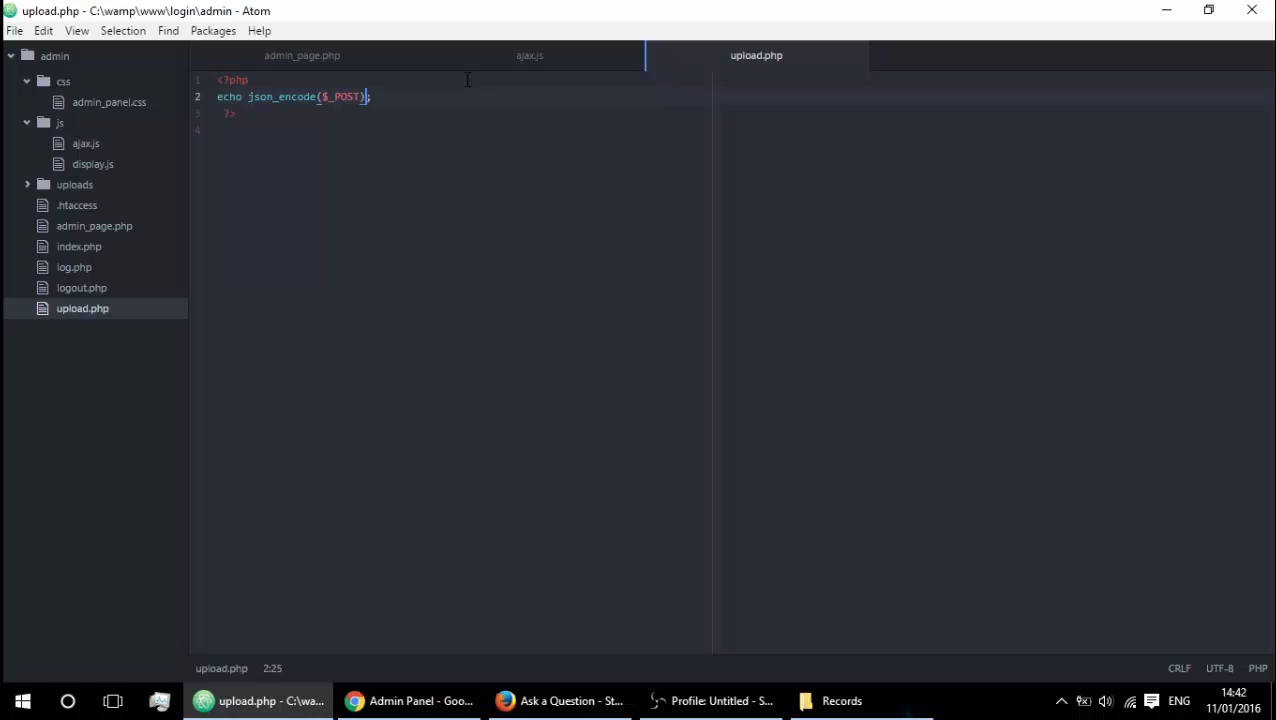 upload.php - C:\wamp\www\login\admin - Atom
File Edit View Selection Find Packages Help
admin
css
admin_panel.css
js
ajax.js
display.js
uploads
.htaccess
admin_page.php
index.php
log.php
logout.php
upload.php
admin_page.php ajax.js upload.php
1 <?php
2 echo json_encode($_POST);
3 ?>
4
upload.php 2:25 CRLF UTF-8 PHP
upload.php - C:\wa... Admin Panel - Goo... Ask a Question - St... Profile: Untitled - S... Records ENG 14:42
11/01/2016